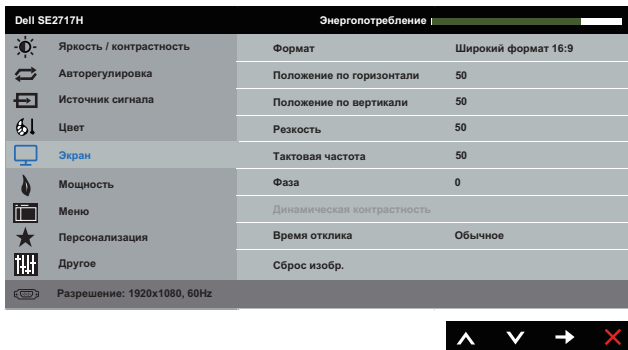 Dell SE2717H Энергопотребление
Яркость / контрастность Формат Широкий формат 16:9
Авторегулировка Положение по горизонтали 50
Источник сигнала Положение по вертикали 50
Цвет Резкость 50
Экран Тактовая частота 50
Мощность Фаза 0
Меню Динамическая контрастность
Персонализация Время отклика Обычное
Другое Сброс изобр.
Разрешение: 1920x1080, 60Hz